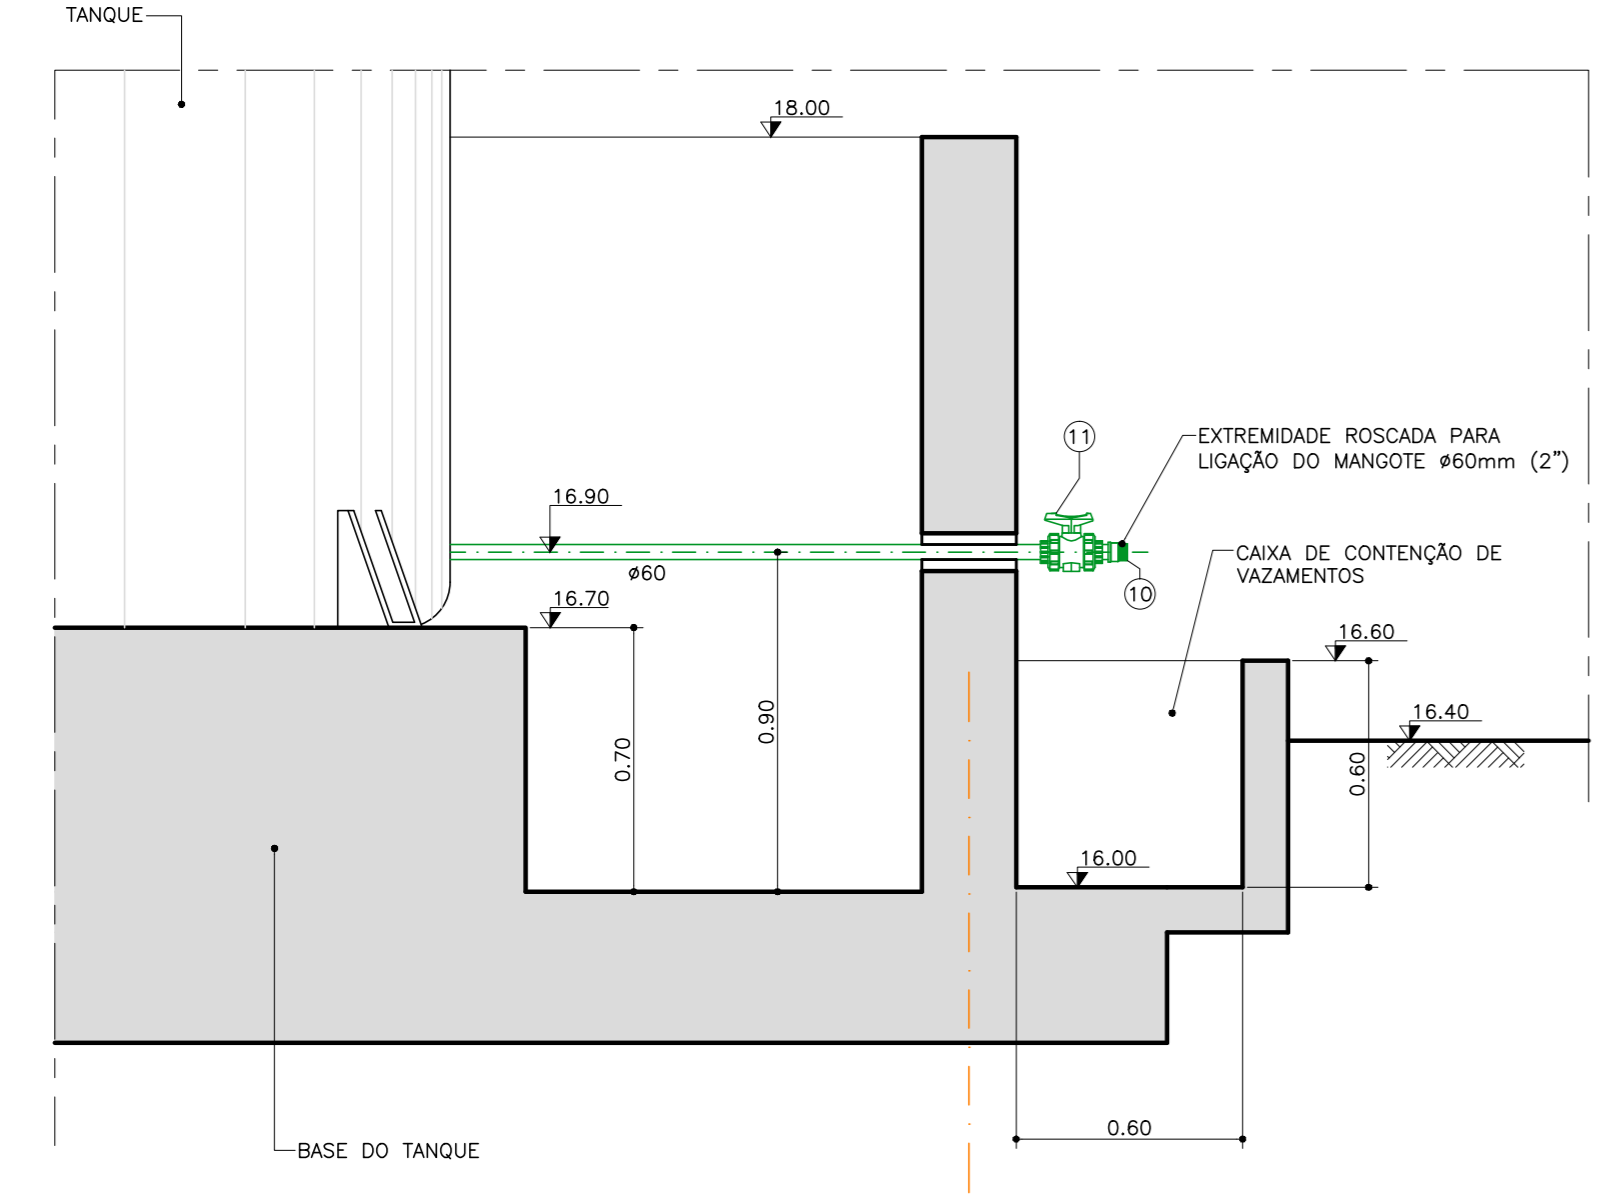 TANQUE
18.00
11
EXTREMIDADE ROSCADA PARA
LIGAÇÃO DO MANGOTE ø60mm (2")
16.90
CAIXA DE CONTENÇÃO DE
VAZAMENTOS
ø60
10
16.70
16.60
16.40
0.90
0.70
0.60
16.00
0.60
BASE DO TANQUE